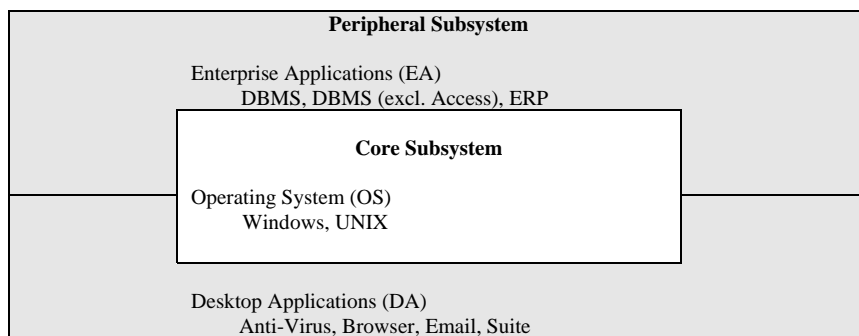 Peripheral Subsystem
Enterprise Applications (EA)
DBMS, DBMS (excl. Access), ERP
Core Subsystem
Operating System (OS)
Windows, UNIX
Desktop Applications (DA)
Anti-Virus, Browser, Email, Suite